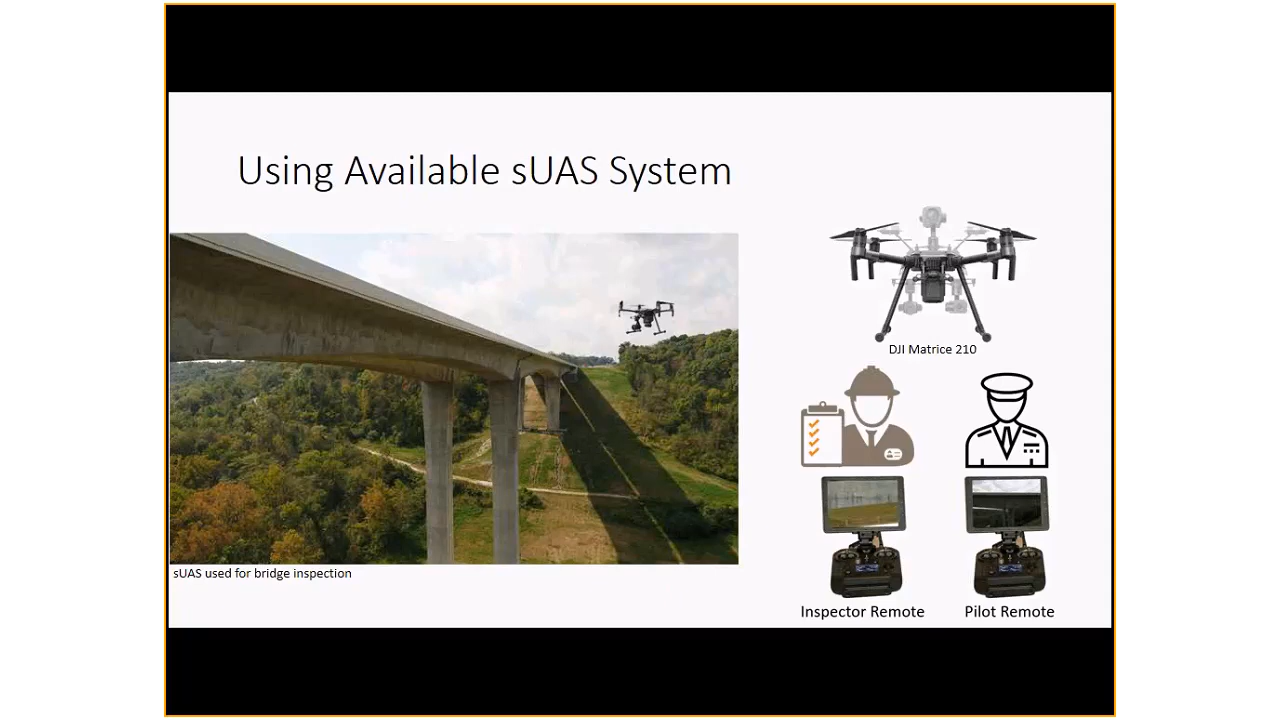 Using Available sUAS System
DJI Matrice 210
sUAS used for bridge inspection
Inspector Remote
Pilot Remote